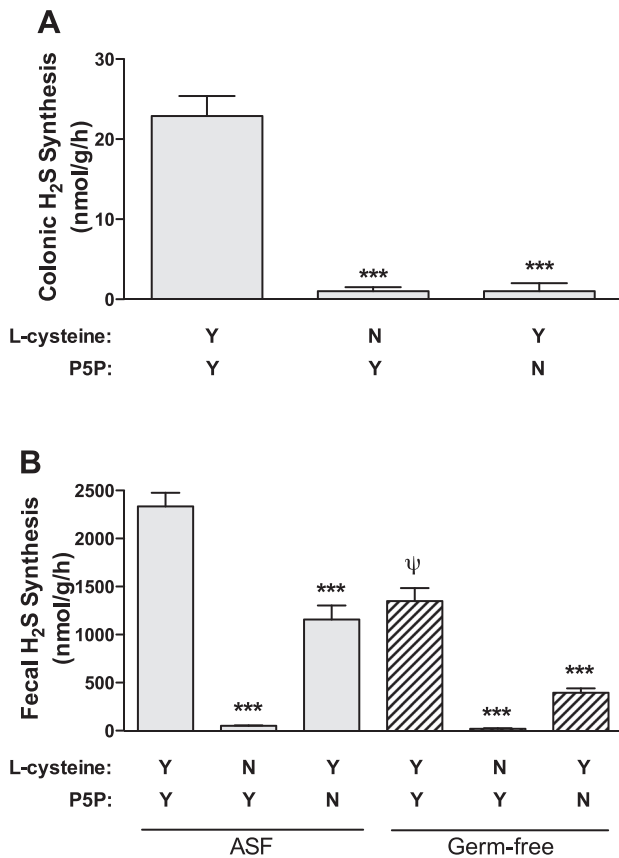 A
Colonic H₂S Synthesis
(nmol/g/h)
30
20
10
0
***
***
L-cysteine: Y N Y
P5P: Y Y N
B
Fecal H₂S Synthesis
(nmol/g/h)
2500
2000
1500
1000
500
0
***
***
ψ
***
***
L-cysteine: Y N Y Y N Y
P5P: Y Y N Y Y N
ASF Germ-free